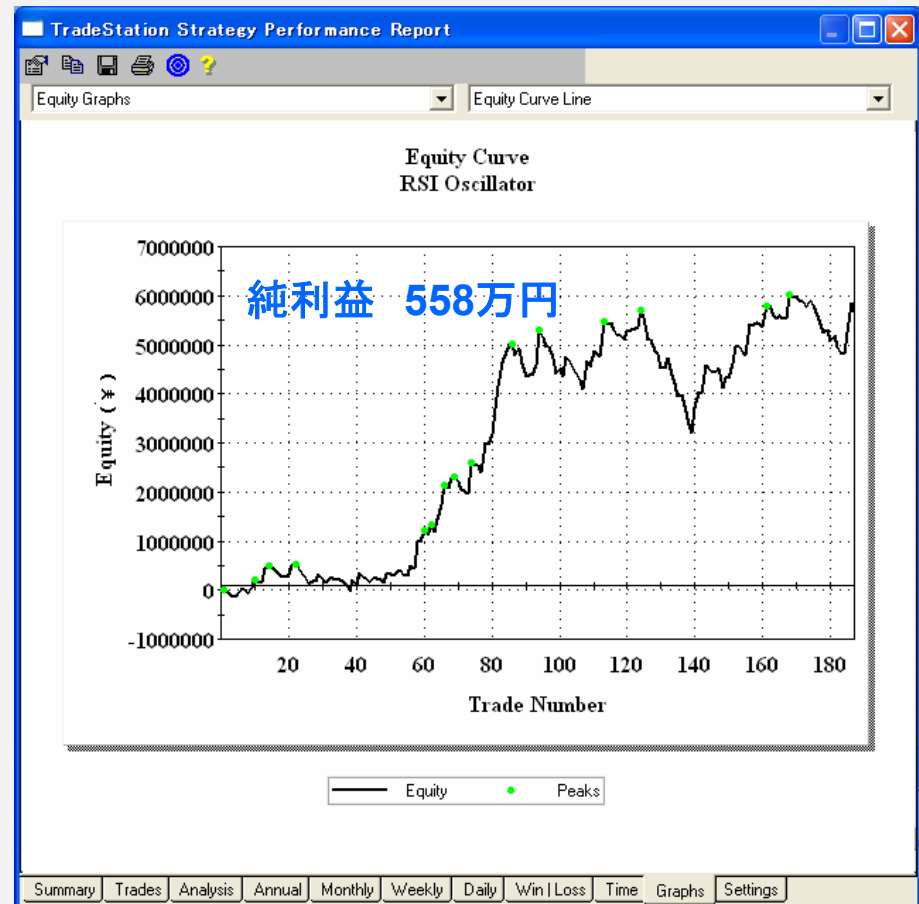 TradeStation Strategy Performance Report
Equity Graphs
Equity Curve Line
Equity Curve
RSI Oscillator
純利益 558万円
7000000
6000000
5000000
4000000
3000000
2000000
1000000
0
-1000000
Equity (¥)
20 40 60 80 100 120 140 160 180
Trade Number
Equity Peaks
Summary Trades Analysis Annual Monthly Weekly Daily Win | Loss Time Graphs Settings